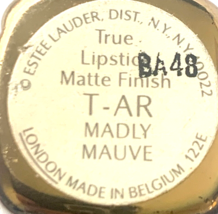 © ESTEE LAUDER, DIST., N.Y., N.Y. 10022
True
Lipstick
Matte Finish
BA48
T-AR
MADLY
MAUVE
LONDON MADE IN BELGIUM 122E